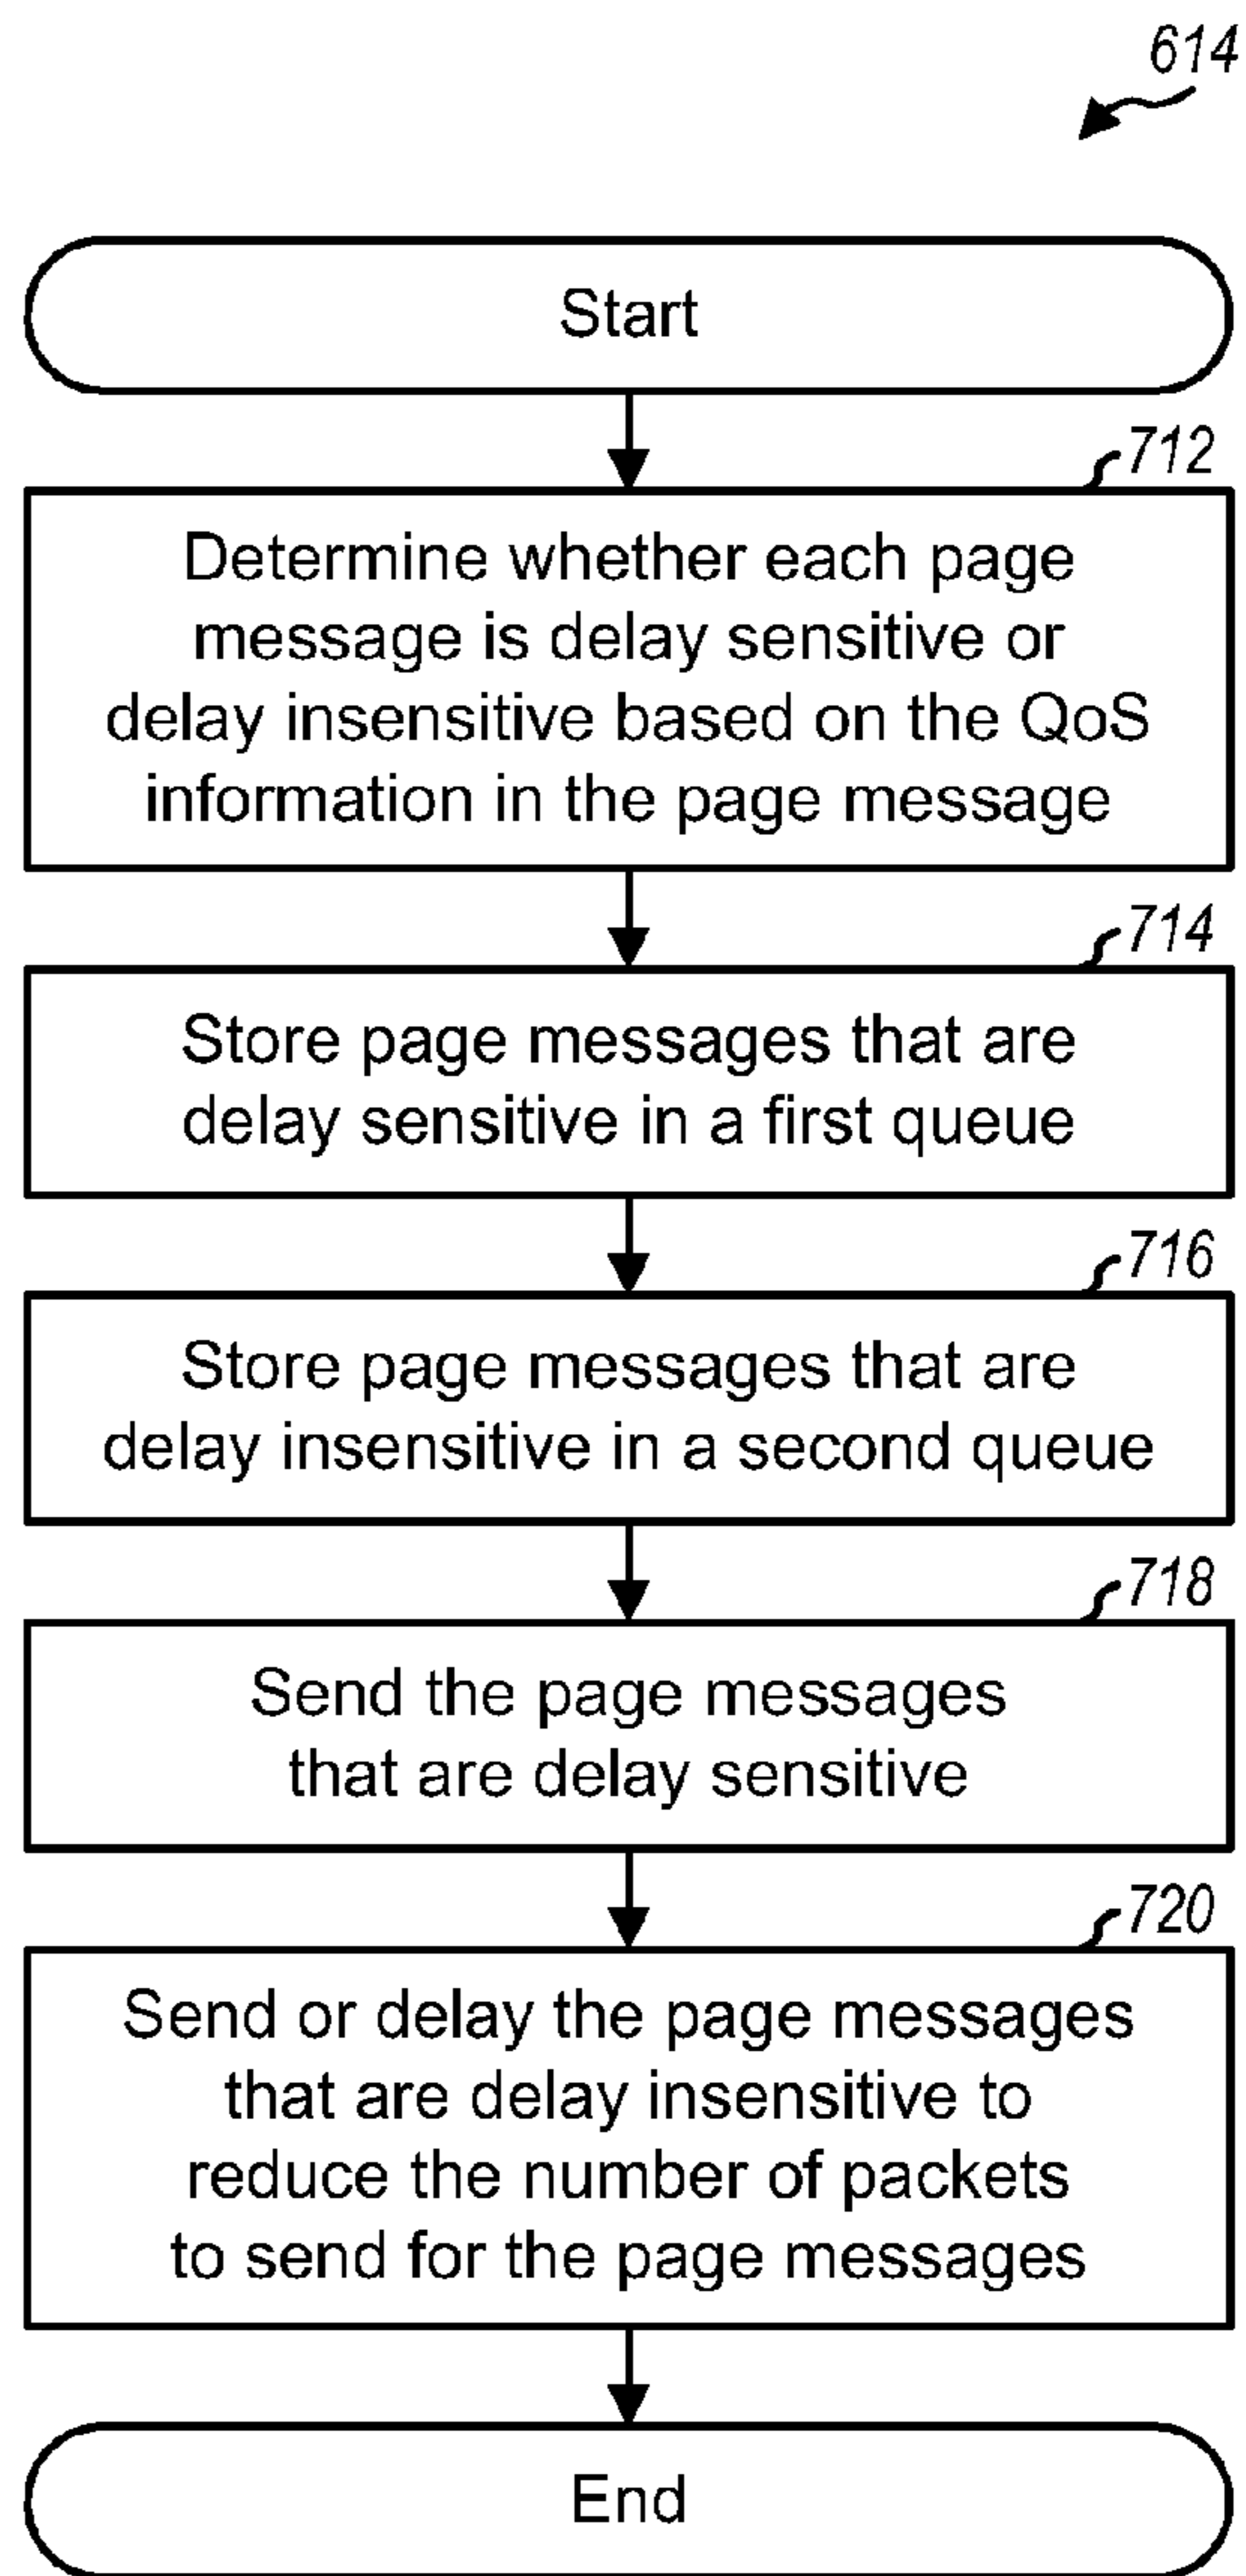 614
Start
712
Determine whether each page
message is delay sensitive or
delay insensitive based on the QoS
information in the page message
714
Store page messages that are
delay sensitive in a first queue
716
Store page messages that are
delay insensitive in a second queue
718
Send the page messages
that are delay sensitive
720
Send or delay the page messages
that are delay insensitive to
reduce the number of packets
to send for the page messages
End